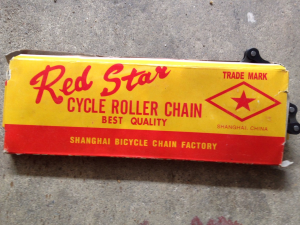 Red Star
TRADE MARK
CYCLE ROLLER CHAIN
BEST QUALITY
SHANGHAI, CHINA
SHANGHAI BICYCLE CHAIN FACTORY